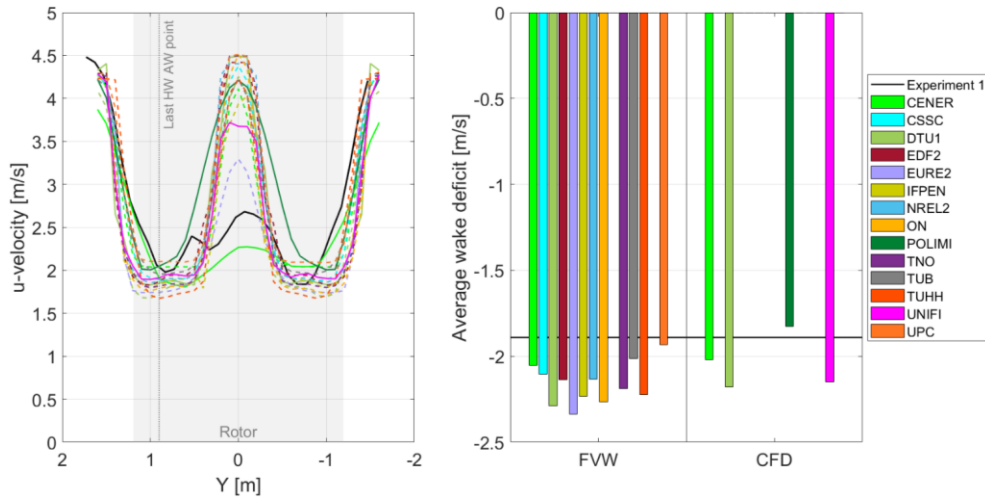 5
4.5
4
3.5
3
2.5
2
1.5
1
0.5
0
2
1
0
-1
-2
u-velocity [m/s]
Y [m]
Last HW AW point
Rotor
0
-0.5
-1
-1.5
-2
-2.5
Average wake deficit [m/s]
FVW
CFD
Experiment 1
CENER
CSSC
DTU1
EDF2
EURE2
IFPEN
NREL2
ON
POLIMI
TNO
TUB
TUHH
UNIFI
UPC